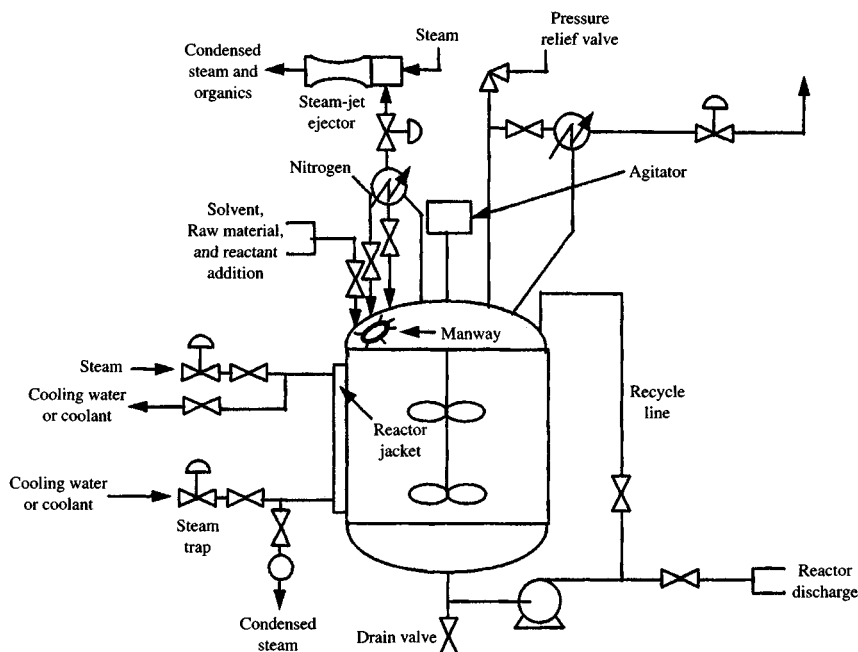 Pressure
relief valve
Steam
Condensed
steam and
organics
Steam-jet
ejector
Nitrogen
Agitator
Solvent,
Raw material,
and reactant
addition
Manway
Steam
Cooling water
or coolant
Reactor
jacket
Recycle
line
Cooling water
or coolant
Steam
trap
Reactor
discharge
Condensed
steam
Drain valve